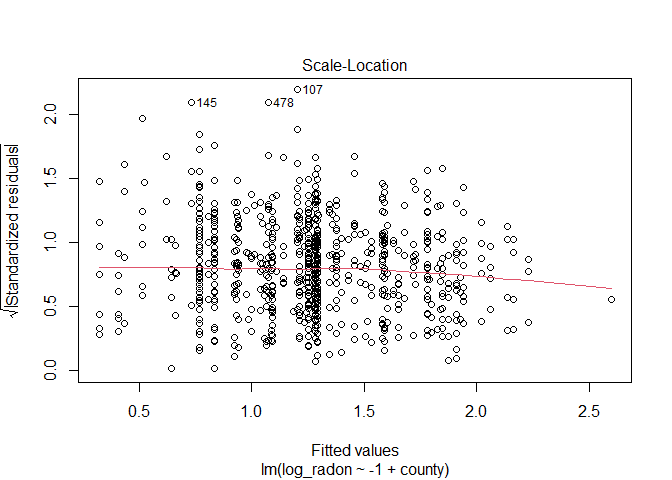 Scale-Location
107
145
478
2.0
1.5
1.0
0.5
0.0
√|Standardized residuals|
0.5 1.0 1.5 2.0 2.5
Fitted values
lm(log_radon ~ -1 + county)